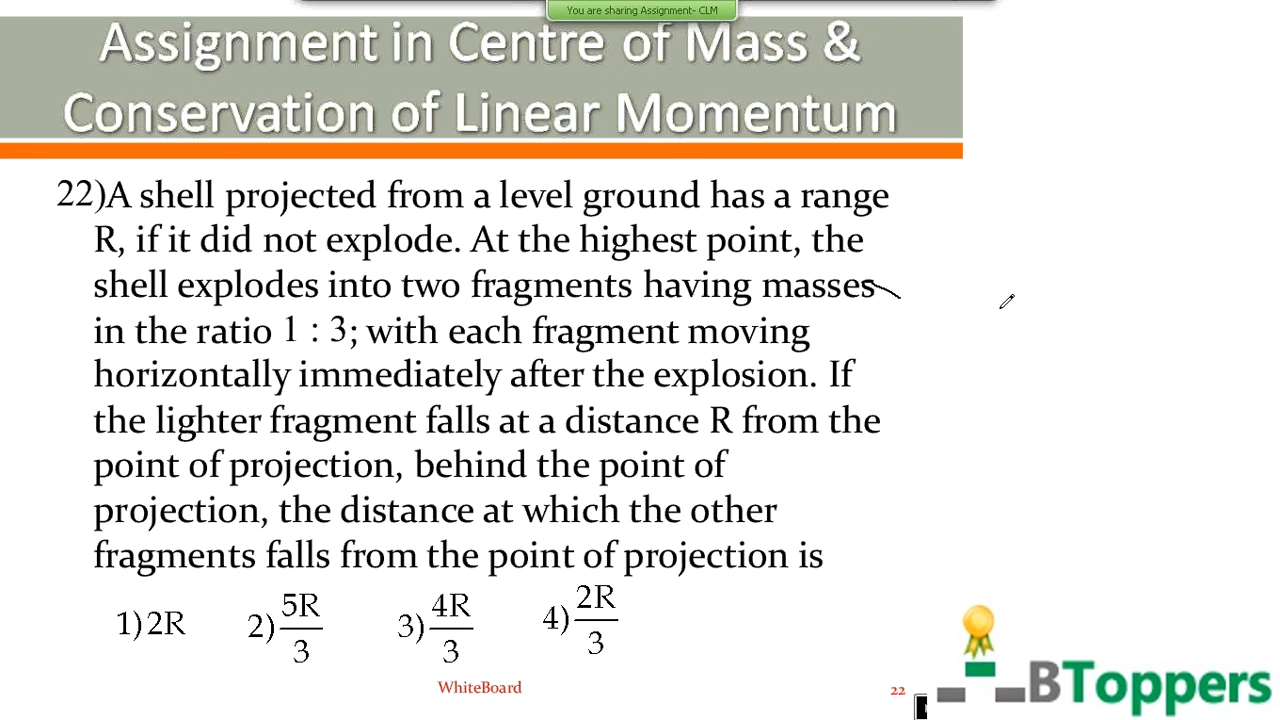 You are sharing Assignment- CLM
Assignment in Centre of Mass &
Conservation of Linear Momentum
22)A shell projected from a level ground has a range
R, if it did not explode. At the highest point, the
shell explodes into two fragments having masses
in the ratio 1 : 3; with each fragment moving
horizontally immediately after the explosion. If
the lighter fragment falls at a distance R from the
point of projection, behind the point of
projection, the distance at which the other
fragments falls from the point of projection is
1) 2R 2) 5R/3 3) 4R/3 4) 2R/3
WhiteBoard
22
BToppers